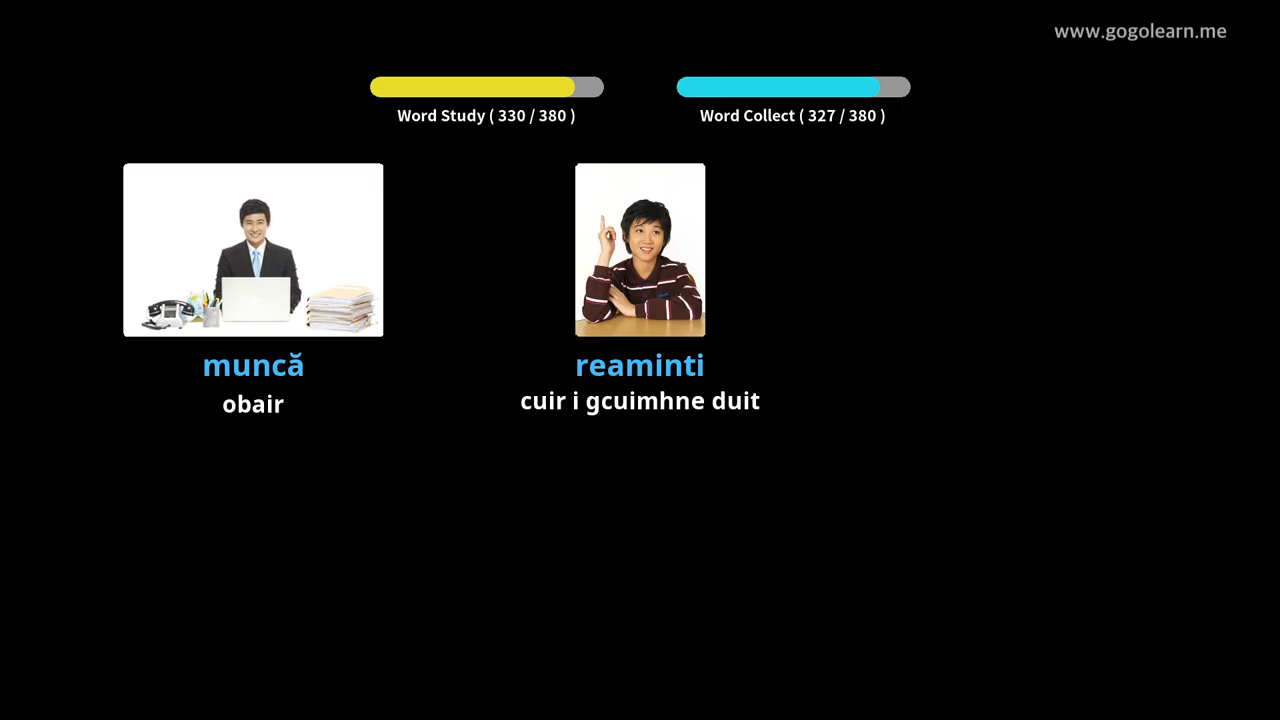 www.gogolearn.me
Word Study ( 330 / 380 )
Word Collect ( 327 / 380 )
muncă
obair
reaminti
cuir i gcuimhne duit